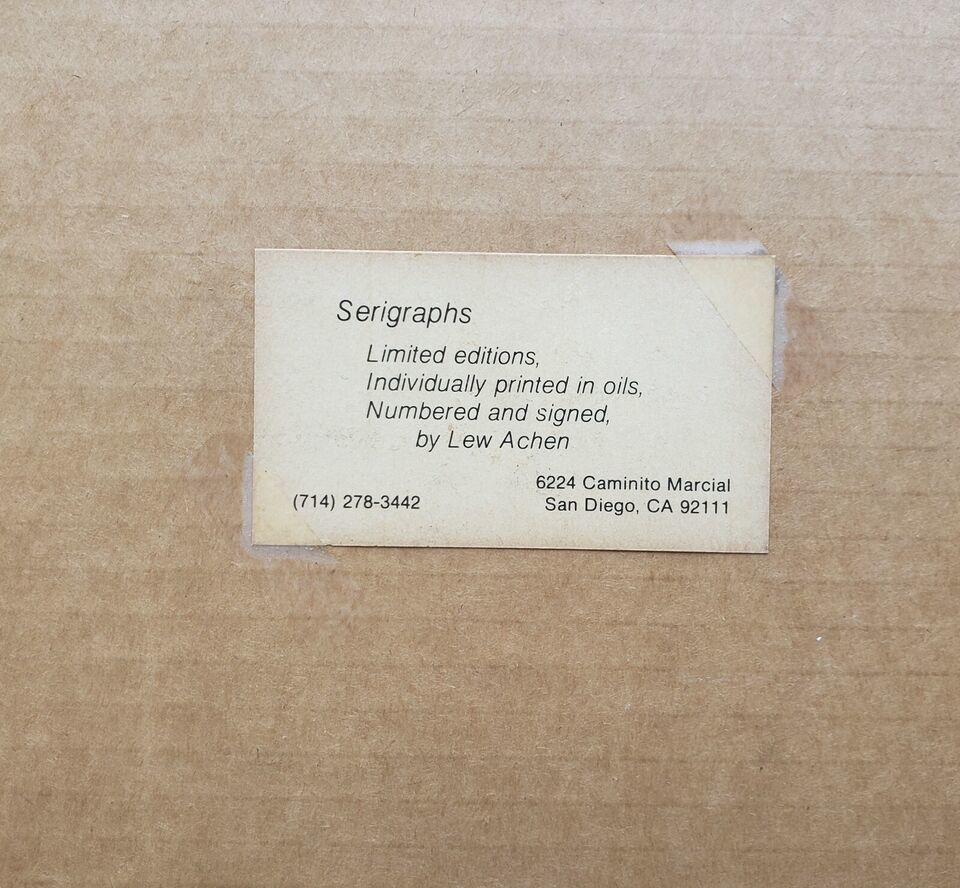 Serigraphs
Limited editions,
Individually printed in oils,
Numbered and signed,
by Lew Achen
(714) 278-3442
6224 Caminito Marcial
San Diego, CA 92111